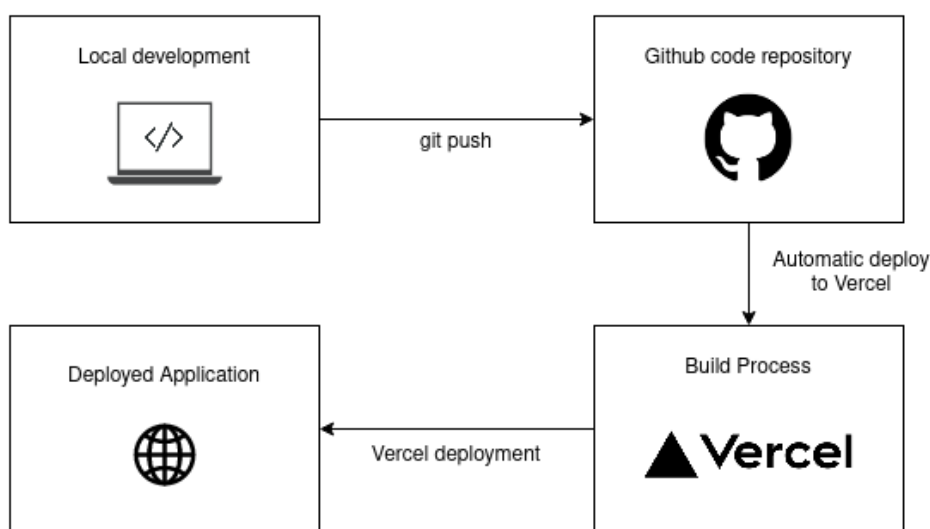 Local development
</>
git push
Github code repository
Automatic deploy
to Vercel
Build Process
Vercel
Vercel deployment
Deployed Application